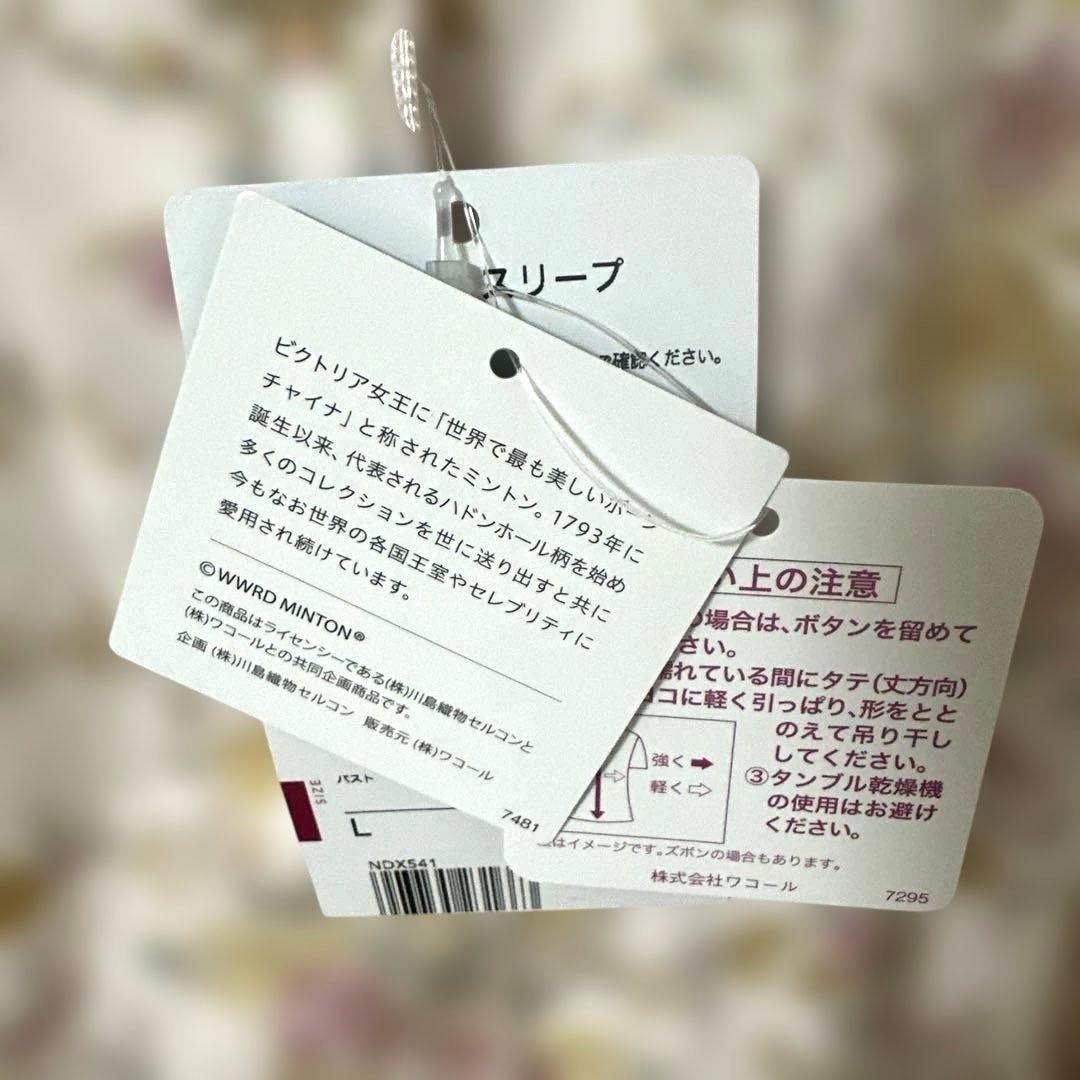 スリープ
確認ください。
ビクトリア女王に「世界で最も美しいボーン
チャイナ」と称されたミントン。1793年に
誕生以来、代表されるハドンホール柄を始め
多くのコレクションを世に送り出すと共に
今もなお世界の各国王室やセレブリティに
愛用され続けています。
©WWRD MINTON®
この商品はライセンシーである(株)川島織物セルコンと
(株)ワコールとの共同企画商品です。
企画 (株)川島織物セルコン 販売元 (株)ワコール
7481
い上の注意
の場合は、ボタンを留めて
さい。
濡れている間にタテ(丈方向)
ヨコに軽く引っぱり、形をとと
のえて吊り干し
してください。
③タンブル乾燥機
の使用はお避け
ください。
強く
軽く
はイメージです。ズボンの場合もあります。
株式会社ワコール
7295
SIZE
バスト
L
NDX541